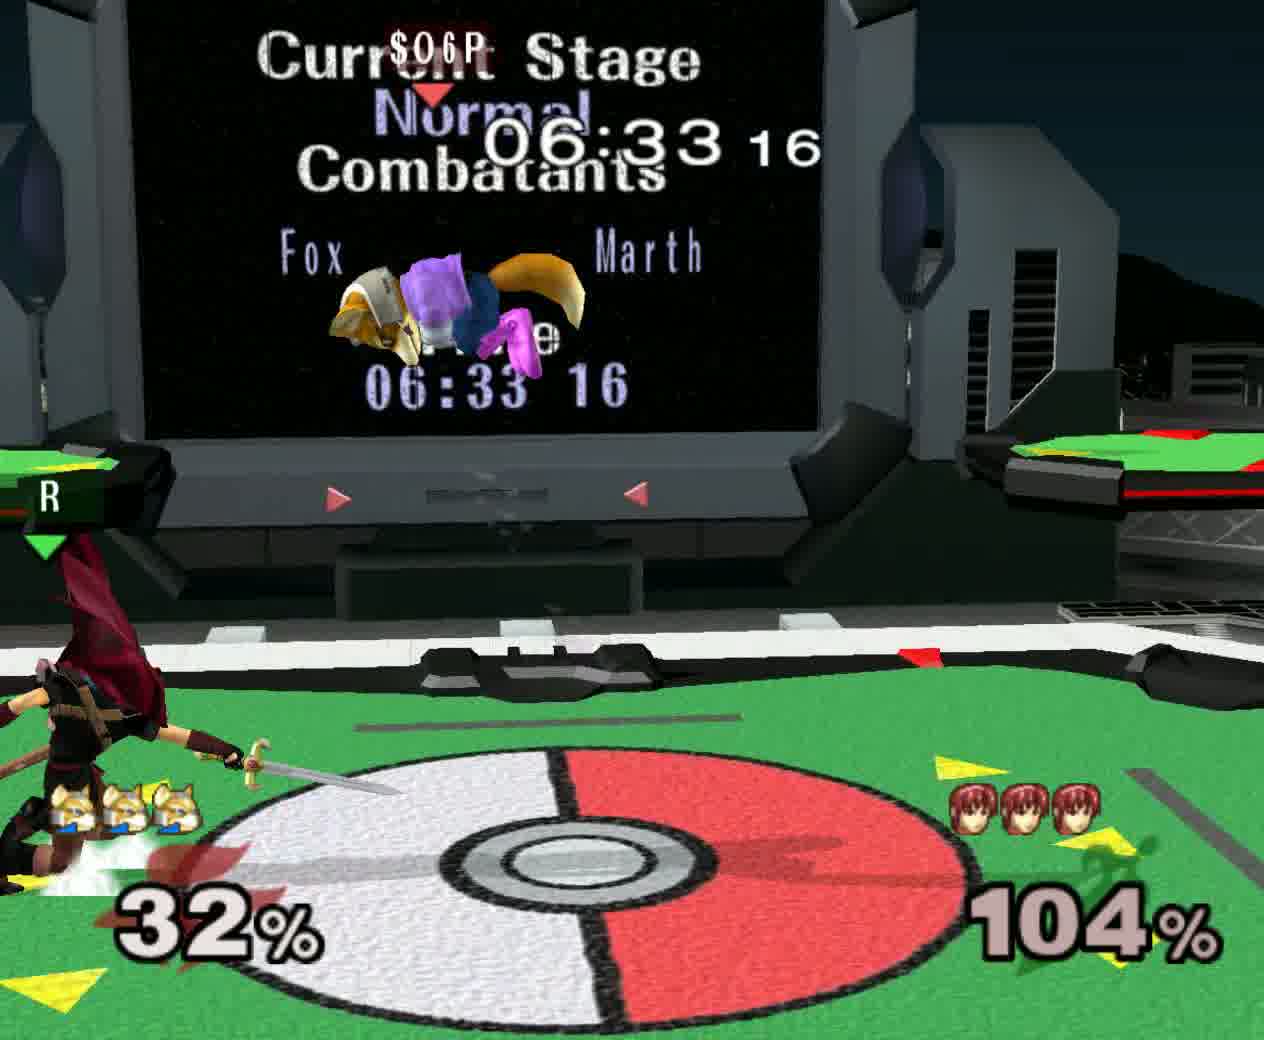 $06P
Current Stage
Normal
06:33 16
Combatants
Fox
Marth
06:33 16
R
32%
104%